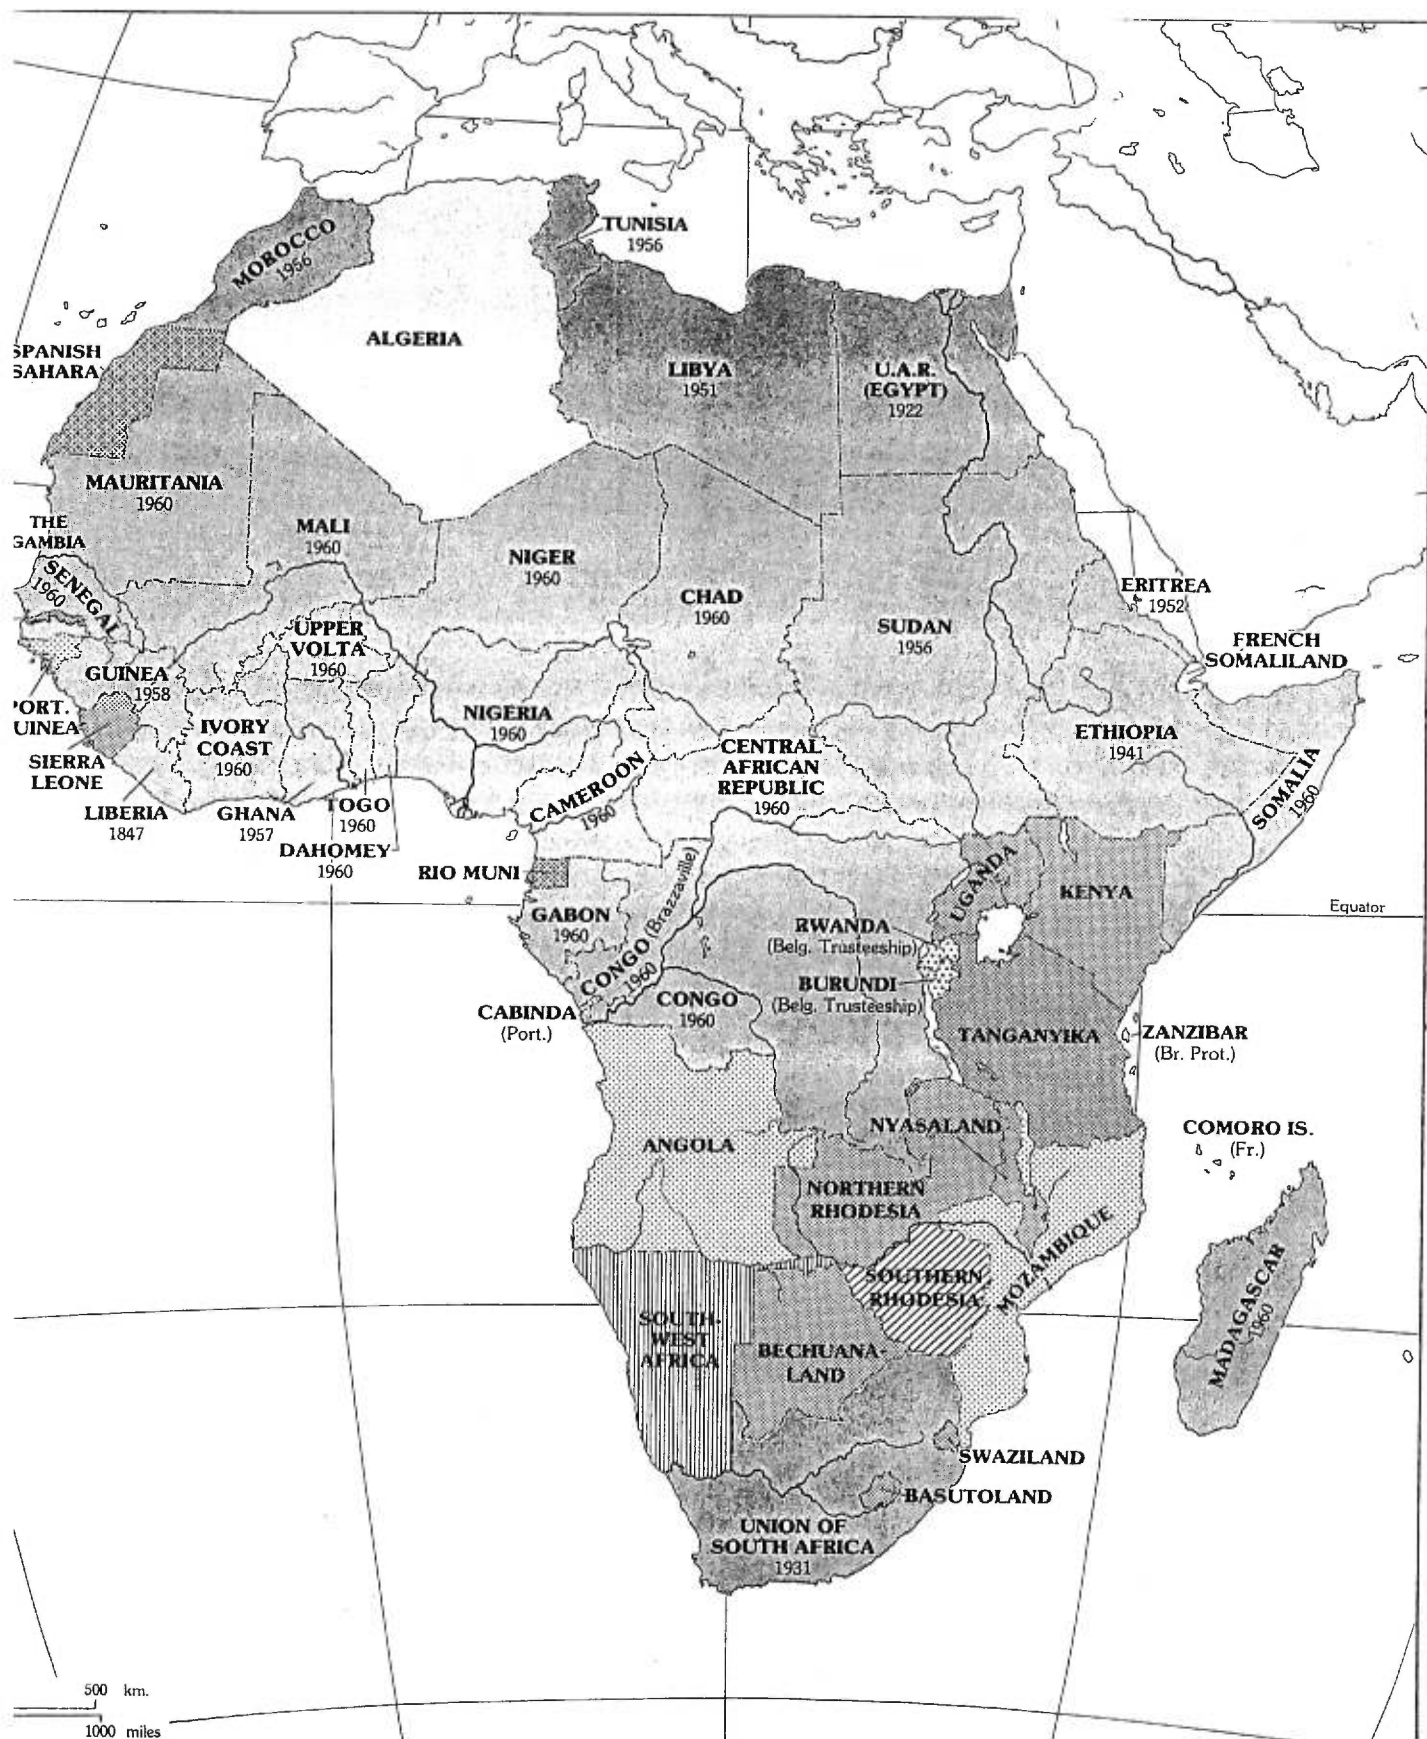 TUNISIA
1956
MOROCCO
1956
ALGERIA
SPANISH
SAHARA
LIBYA
1951
U.A.R.
(EGYPT)
1922
MAURITANIA
1960
THE
GAMBIA
SENEGAL
1960
MALI
1960
NIGER
1960
CHAD
1960
SUDAN
1956
ERITREA
1952
FRENCH
SOMALILAND
UPPER
VOLTA
1960
GUINEA
1958
PORT.
UINEA
SIERRA
LEONE
LIBERIA
1847
IVORY
COAST
1960
GHANA
1957
TOGO
1960
DAHOMEY
1960
NIGERIA
1960
CAMEROON
1960
CENTRAL
AFRICAN
REPUBLIC
1960
ETHIOPIA
1941
SOMALIA
1960
RIO MUNI
GABON
1960
CONGO (Brazzaville)
1960
UGANDA
KENYA
Equator
RWANDA
(Belg. Trusteeship)
BURUNDI
(Belg. Trusteeship)
CABINDA
(Port.)
CONGO
1960
TANGANYIKA
ZANZIBAR
(Br. Prot.)
COMORO IS.
(Fr.)
NYASALAND
ANGOLA
NORTHERN
RHODESIA
MOZAMBIQUE
MADAGASCAR
1960
SOUTHERN
RHODESIA
SOUTH-
WEST
AFRICA
BECHUANA-
LAND
SWAZILAND
BASUTOLAND
UNION OF
SOUTH AFRICA
1931
500 km.
1000 miles